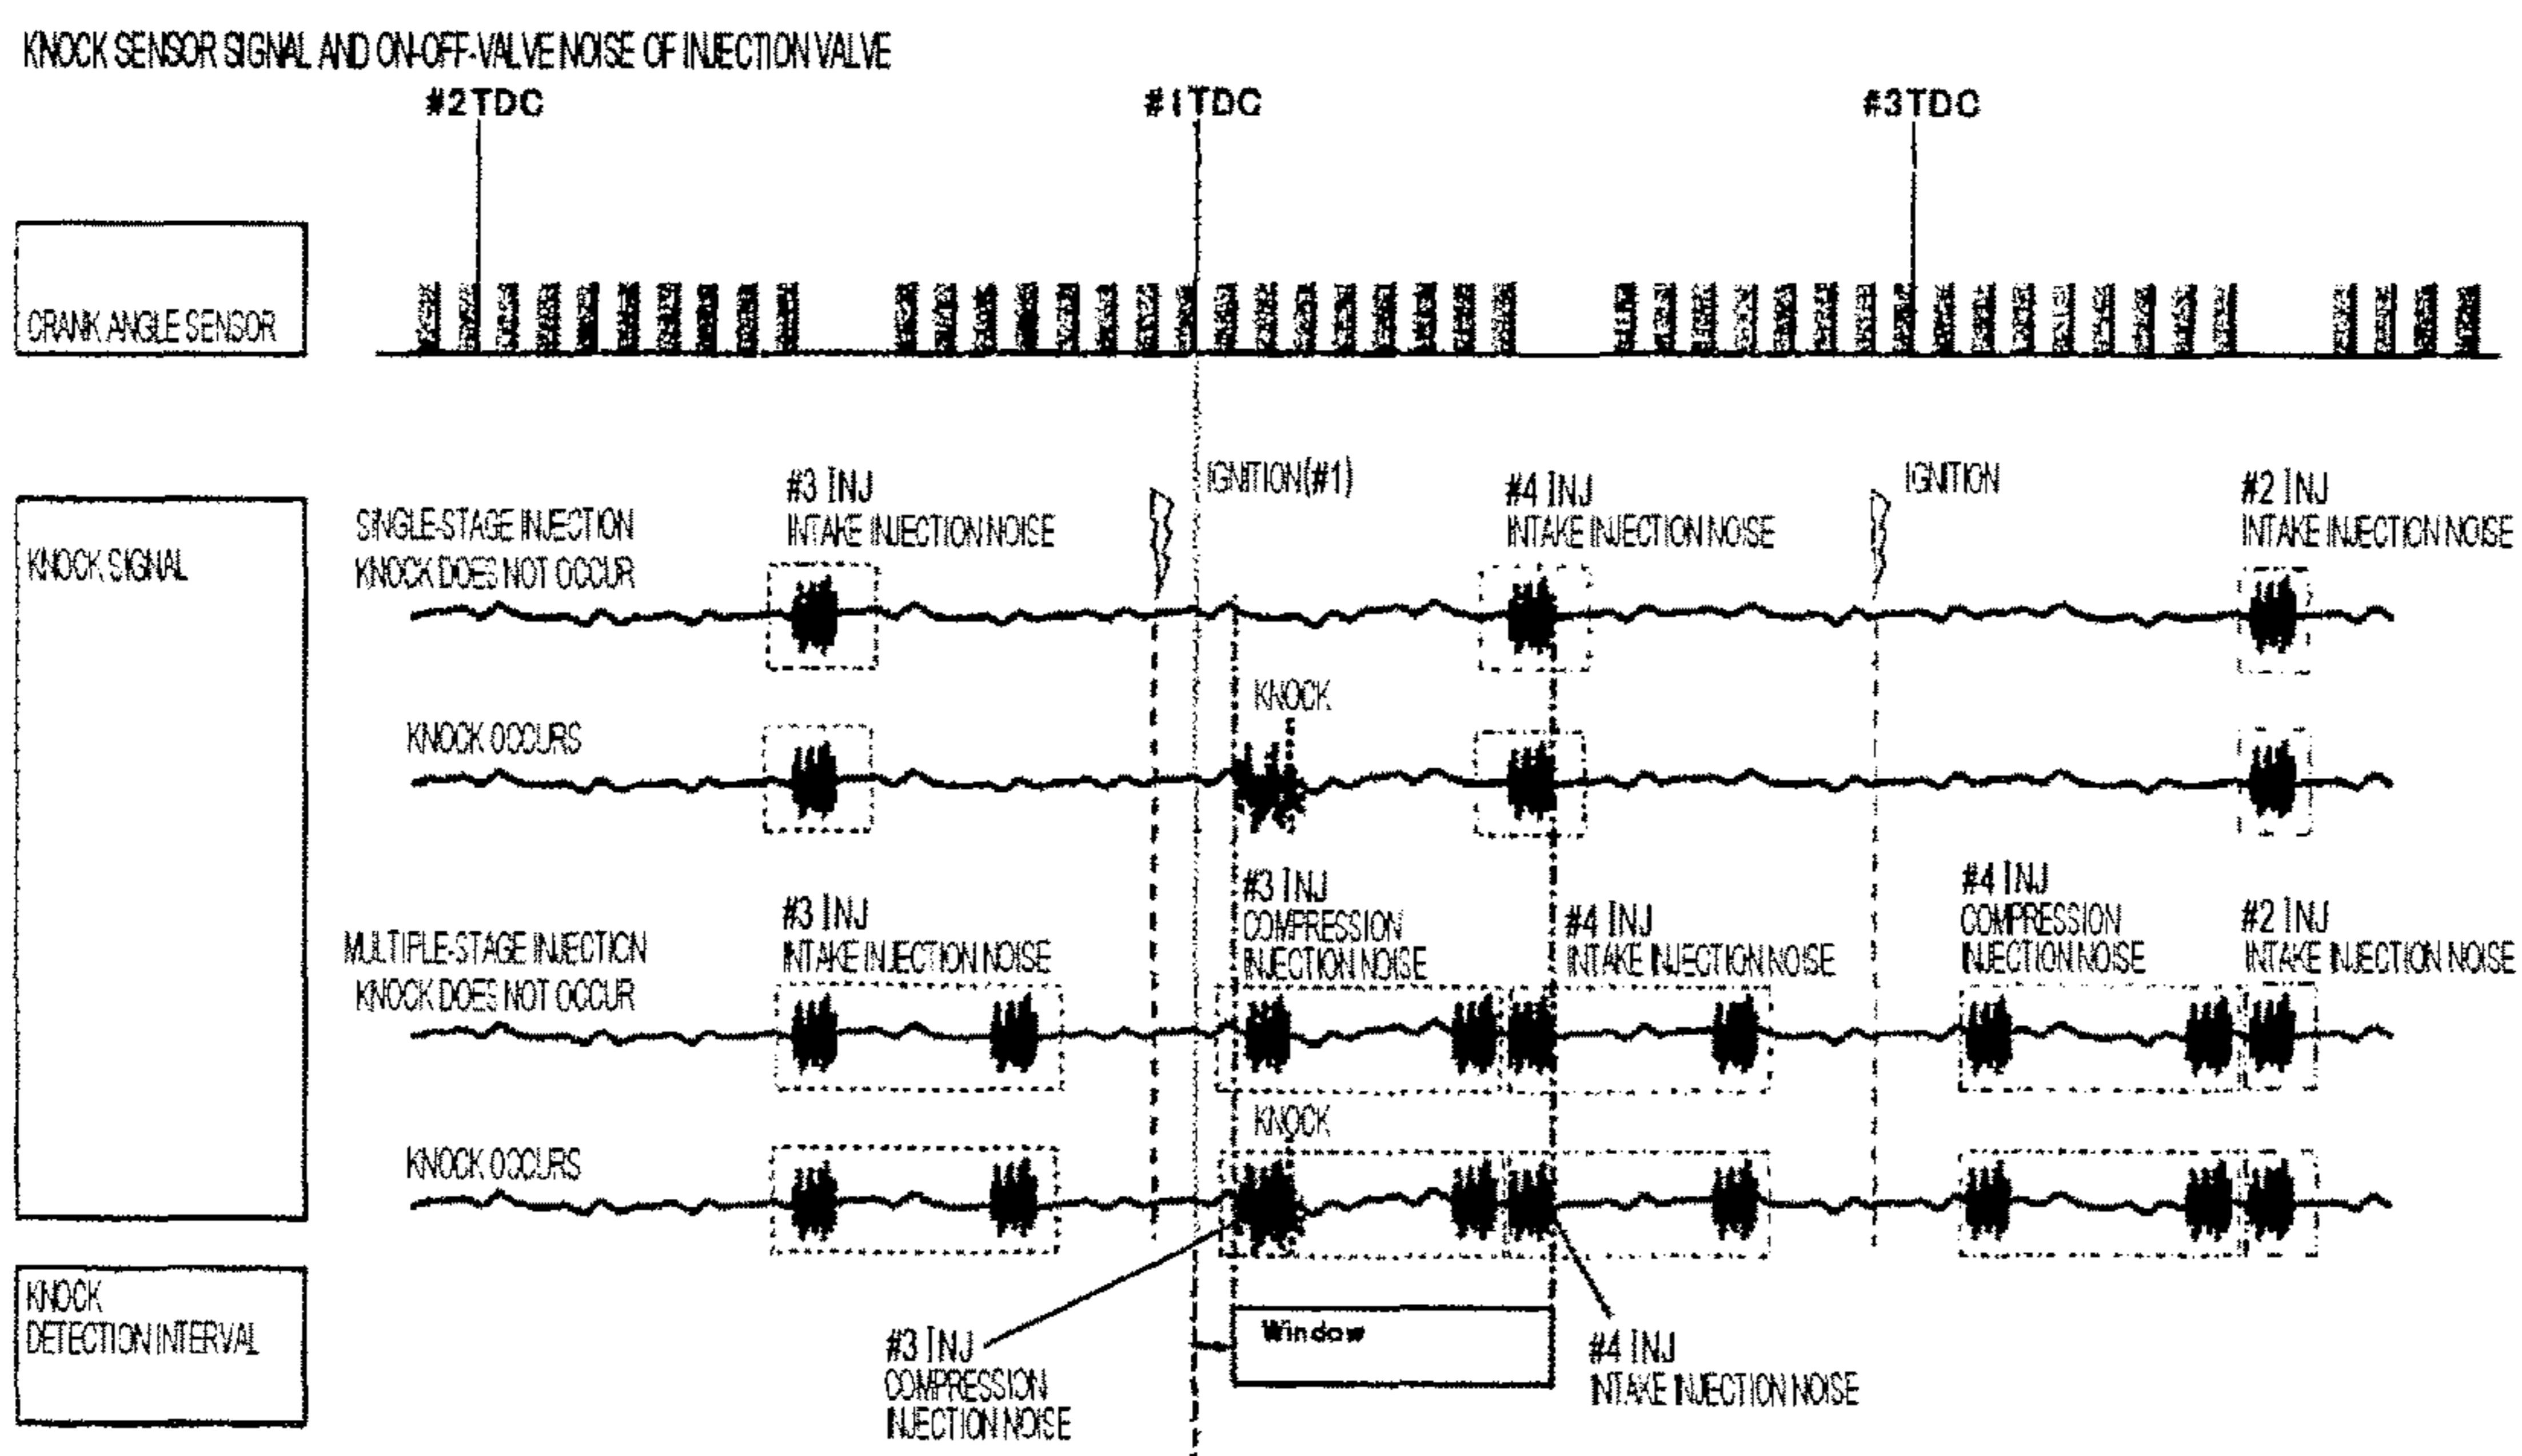 KNOCK SENSOR SIGNAL AND ON-OFF-VALVE NOISE OF INJECTION VALVE
#2TDC
#1TDC
#3TDC
CRANK ANGLE SENSOR
KNOCK SIGNAL
SINGLE-STAGE INJECTION
KNOCK DOES NOT OCCUR
#3 INJ
INTAKE INJECTION NOISE
IGNITION(#1)
#4 INJ
INTAKE INJECTION NOISE
IGNITION
#2 INJ
INTAKE INJECTION NOISE
KNOCK OCCURS
KNOCK
MULTIPLE-STAGE INJECTION
KNOCK DOES NOT OCCUR
#3 INJ
INTAKE INJECTION NOISE
#3 INJ
COMPRESSION
INJECTION NOISE
#4 INJ
INTAKE INJECTION NOISE
#4 INJ
COMPRESSION
INJECTION NOISE
#2 INJ
INTAKE INJECTION NOISE
KNOCK OCCURS
KNOCK
KNOCK
DETECTION INTERVAL
#3 INJ
COMPRESSION
INJECTION NOISE
Window
#4 INJ
INTAKE INJECTION NOISE